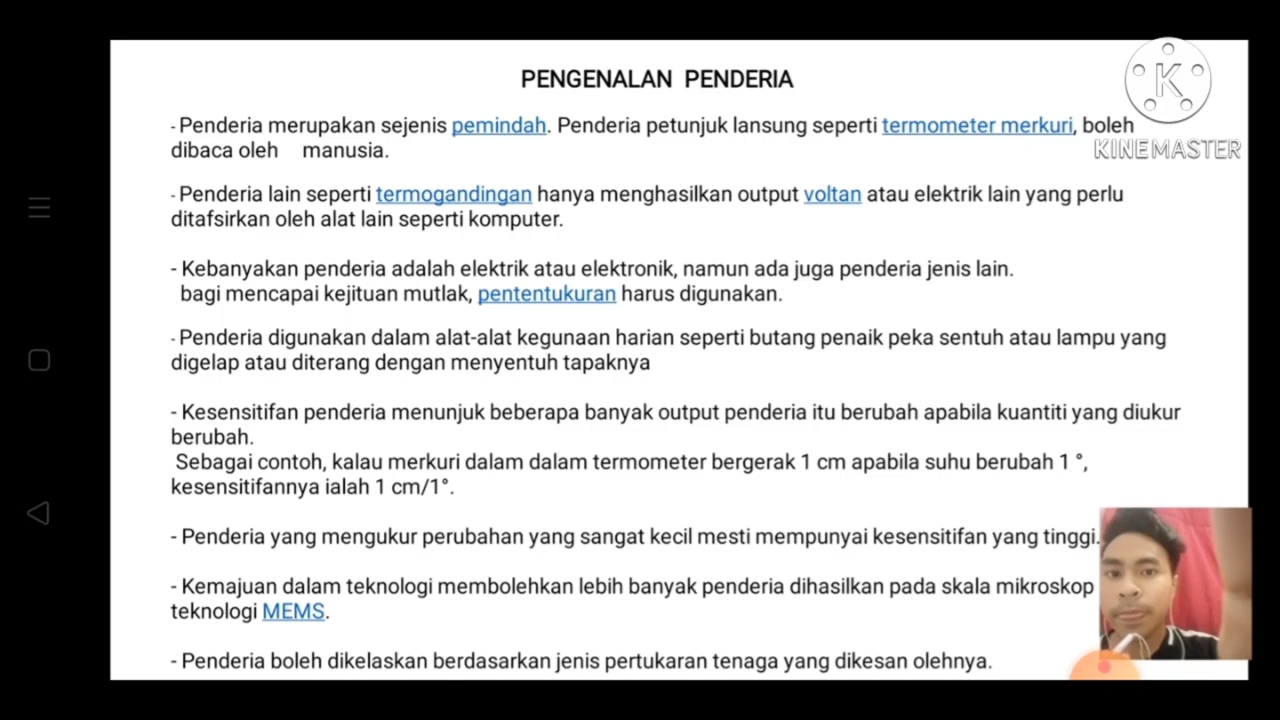 PENGENALAN PENDERIA
K
KINEMASTER
- Penderia merupakan sejenis pemindah. Penderia petunjuk lansung seperti termometer merkuri, boleh
dibaca oleh manusia.
- Penderia lain seperti termogandingan hanya menghasilkan output voltan atau elektrik lain yang perlu
ditafsirkan oleh alat lain seperti komputer.
- Kebanyakan penderia adalah elektrik atau elektronik, namun ada juga penderia jenis lain.
bagi mencapai kejituan mutlak, pententukuran harus digunakan.
- Penderia digunakan dalam alat-alat kegunaan harian seperti butang penaik peka sentuh atau lampu yang
digelap atau diterang dengan menyentuh tapaknya
- Kesensitifan penderia menunjuk beberapa banyak output penderia itu berubah apabila kuantiti yang diukur
berubah.
Sebagai contoh, kalau merkuri dalam dalam termometer bergerak 1 cm apabila suhu berubah 1 °,
kesensitifannya ialah 1 cm/1°.
- Penderia yang mengukur perubahan yang sangat kecil mesti mempunyai kesensitifan yang tinggi.
- Kemajuan dalam teknologi membolehkan lebih banyak penderia dihasilkan pada skala mikroskop
teknologi MEMS.
- Penderia boleh dikelaskan berdasarkan jenis pertukaran tenaga yang dikesan olehnya.